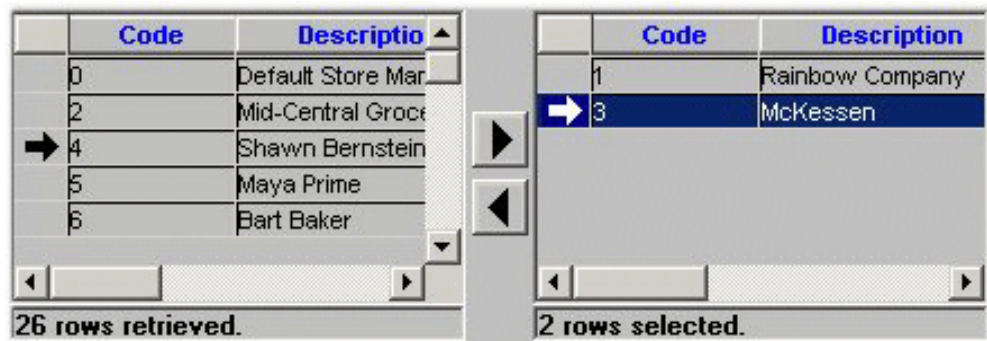 Code Descriptio
0 Default Store Mar
2 Mid-Central Groce
4 Shawn Bernstein
5 Maya Prime
6 Bart Baker
26 rows retrieved.
Code Description
1 Rainbow Company
3 McKessen
2 rows selected.